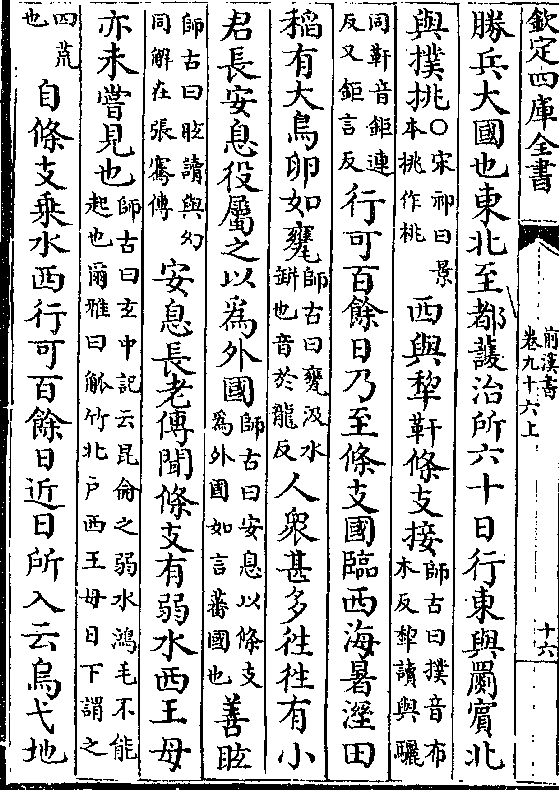 欽定四庫全書
前漢書
卷九十六上
十六
勝兵大國也東北至都護治所六十日行東與罽賓北
與撲挑○宋祁曰景
本挑作桃西與犂靬條支接師古曰撲音布
木反犂讀與驪
同靬音鉅連
反又鉅言反行可百餘日乃至條支國臨西海暑溼田
稻有大鳥卵如甕師古曰甕汲水
缾也音於龍反人衆甚多往往有小
君長安息役屬之以爲外國師古曰安息以條支
爲外國如言蕃國也善眩
師古曰眩讀與幻
同解在張騫傳安息長老傳聞條支有弱水西王母
亦未嘗見也師古曰玄中記云昆侖之弱水鴻毛不能
起也爾雅曰觚竹北户西王母日下謂之
四荒
也自條支乘水西行可百餘日近日所入云烏弋地